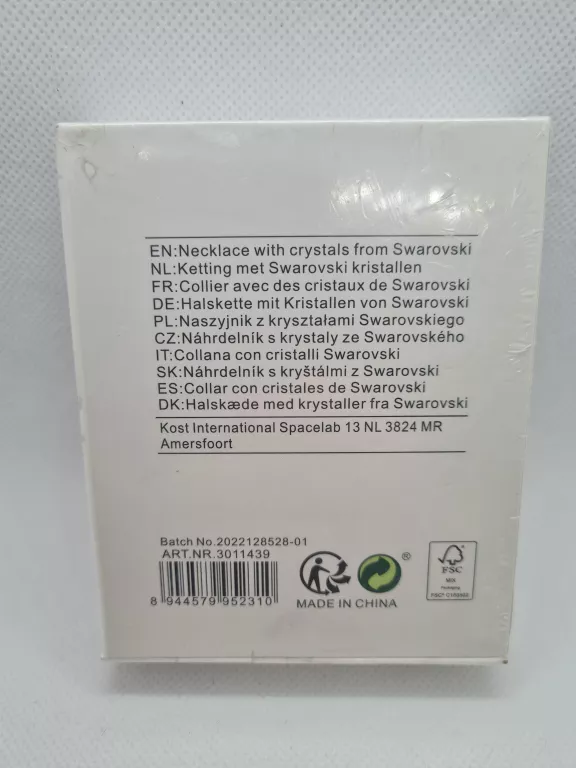 EN:Necklace with crystals from Swarovski
NL:Ketting met Swarovski kristallen
FR:Collier avec des cristaux de Swarovski
DE:Halskette mit Kristallen von Swarovski
PL:Naszyjnik z kryształami Swarovskiego
CZ:Náhrdelník s krystaly ze Swarovského
IT:Collana con cristalli Swarovski
SK:Náhrdelník s kryštálmi z Swarovski
ES:Collar con cristales de Swarovski
DK:Halskæde med krystaller fra Swarovski
Kost International Spacelab 13 NL 3824 MR
Amersfoort
Batch No.2022128528-01
ART.NR.3011439
8 944579 952310
MADE IN CHINA
®
FSC
MIX